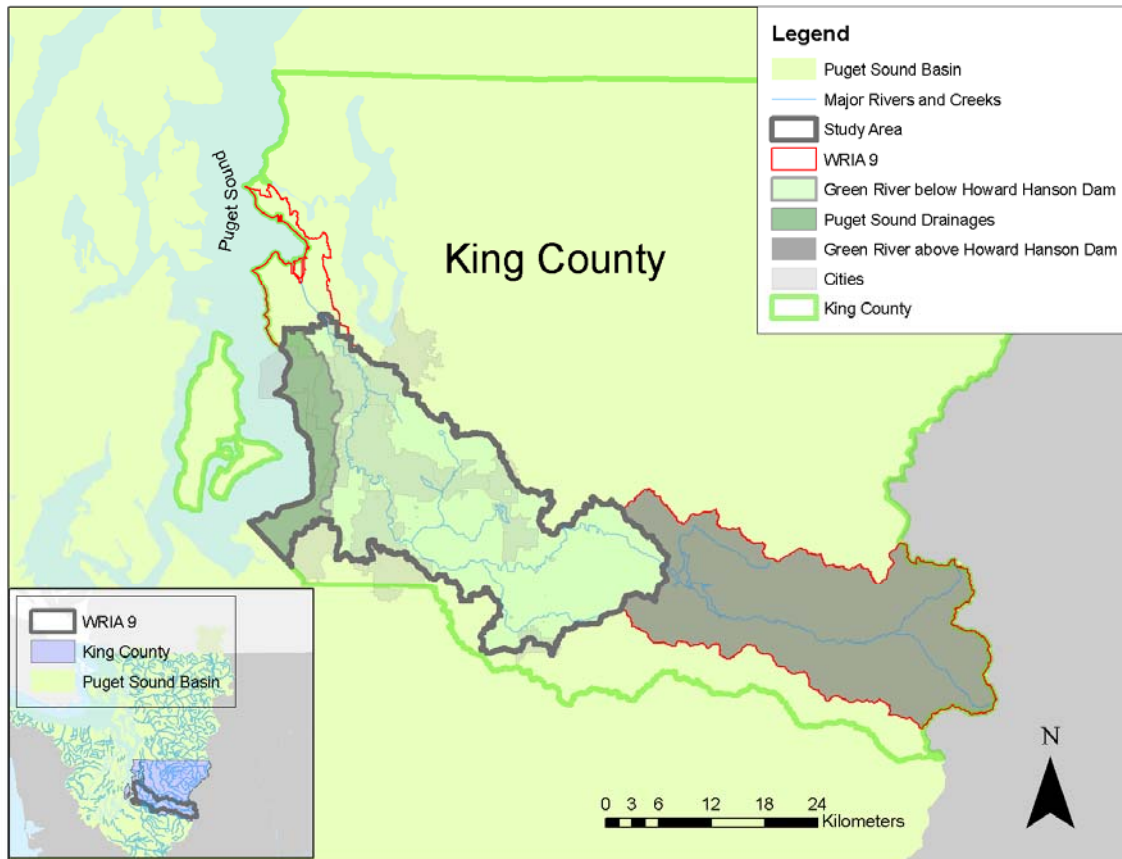 Legend
Puget Sound Basin
Major Rivers and Creeks
Study Area
WRIA 9
Green River below Howard Hanson Dam
Puget Sound Drainages
Green River above Howard Hanson Dam
Cities
King County
Puget Sound
King County
WRIA 9
King County
Puget Sound Basin
N
0 3 6 12 18 24
Kilometers